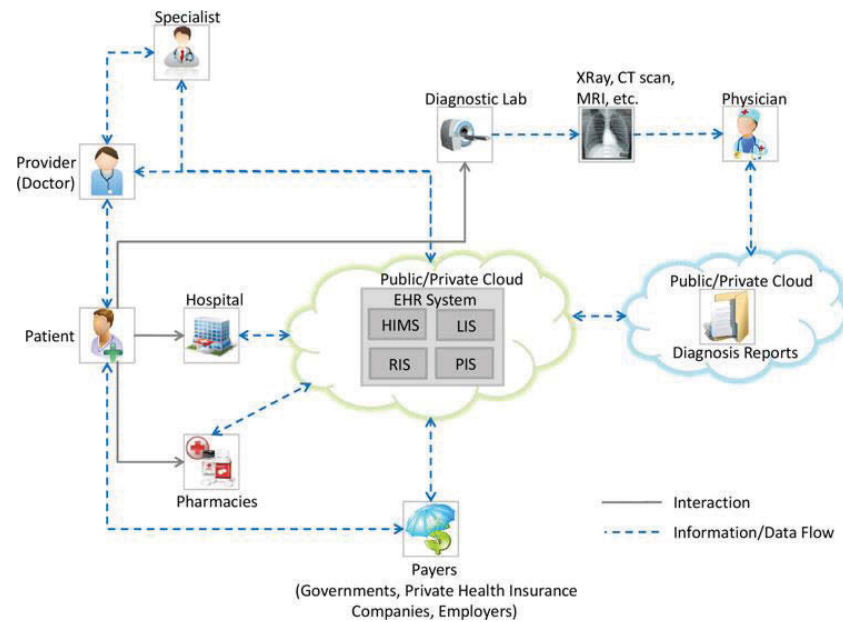 Specialist
Diagnostic Lab
XRay, CT scan,
MRI, etc.
Physician
Provider
(Doctor)
Public/Private Cloud
EHR System
HIMS
LIS
RIS
PIS
Public/Private Cloud
Diagnosis Reports
Hospital
Patient
Pharmacies
Interaction
Information/Data Flow
Payers
(Governments, Private Health Insurance
Companies, Employers)